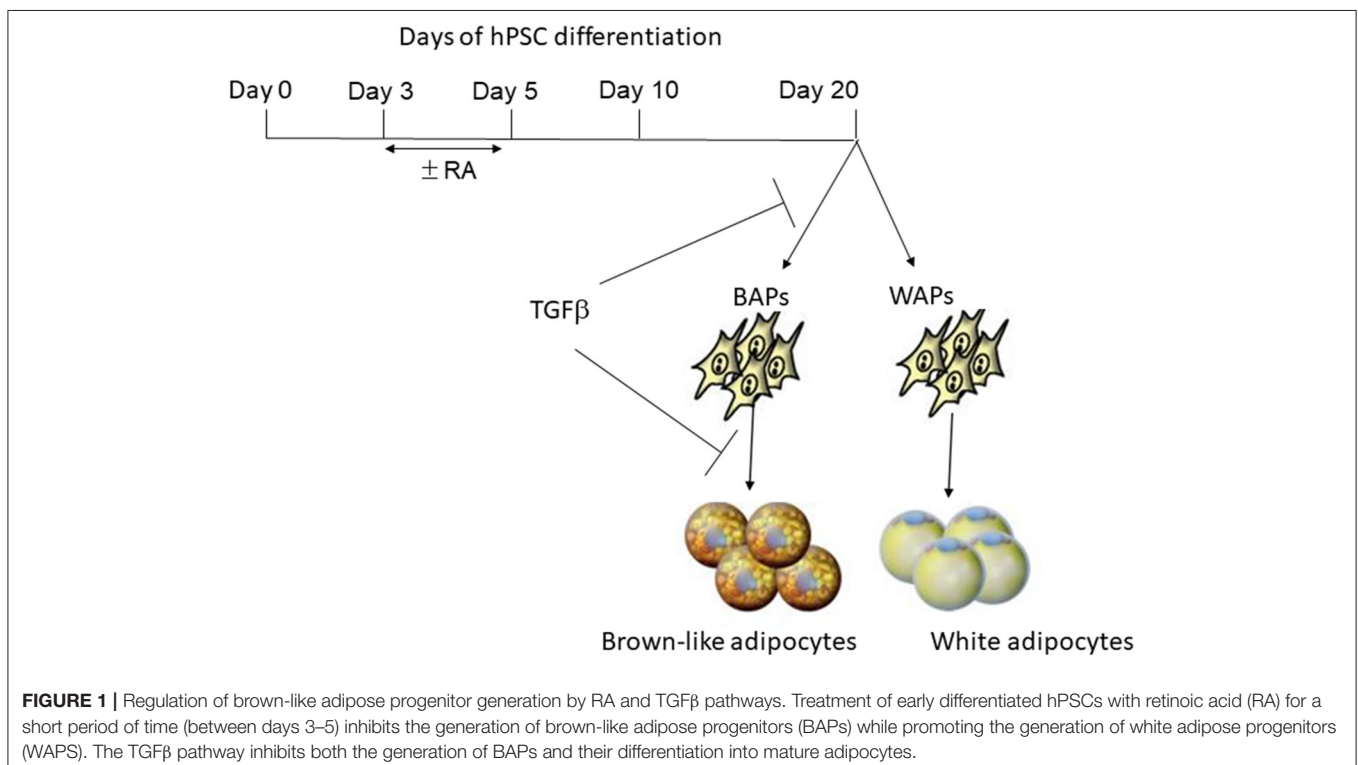 Days of hPSC differentiation
Day 0 Day 3 Day 5 Day 10 Day 20
± RA
TGFβ
BAPs WAPs
Brown-like adipocytes White adipocytes
FIGURE 1 | Regulation of brown-like adipose progenitor generation by RA and TGFβ pathways. Treatment of early differentiated hPSCs with retinoic acid (RA) for a
short period of time (between days 3–5) inhibits the generation of brown-like adipose progenitors (BAPs) while promoting the generation of white adipose progenitors
(WAPS). The TGFβ pathway inhibits both the generation of BAPs and their differentiation into mature adipocytes.